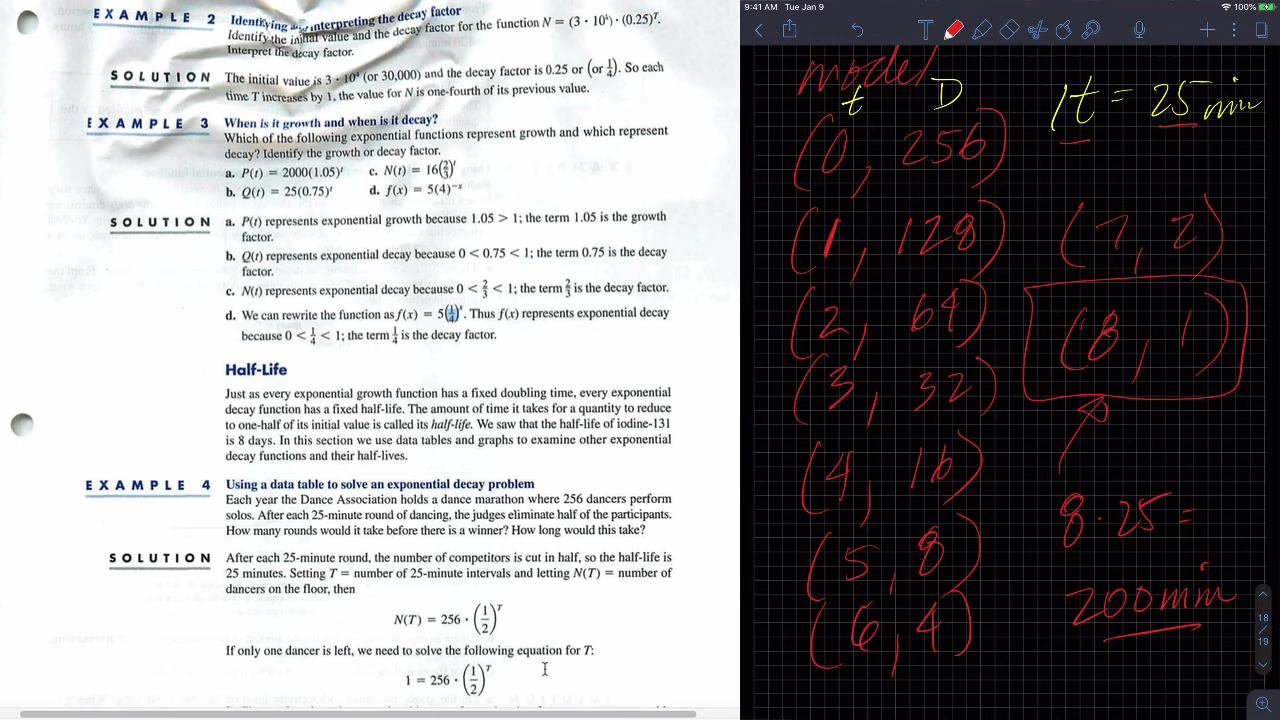 EXAMPLE 2 Identifying and interpreting the decay factor
Identify the initial value and the decay factor for the function N = (3 · 10⁴) · (0.25)ᵀ.
Interpret the decay factor.
SOLUTION The initial value is 3 · 10⁴ (or 30,000) and the decay factor is 0.25 or (or 1/4). So each
time T increases by 1, the value for N is one-fourth of its previous value.
EXAMPLE 3 When is it growth and when is it decay?
Which of the following exponential functions represent growth and which represent
decay? Identify the growth or decay factor.
a. P(t) = 2000(1.05)ᵗ c. N(t) = 16(2/3)ᵗ
b. Q(t) = 25(0.75)ᵗ d. f(x) = 5(4)⁻ˣ
SOLUTION a. P(t) represents exponential growth because 1.05 > 1; the term 1.05 is the growth
factor.
b. Q(t) represents exponential decay because 0 < 0.75 < 1; the term 0.75 is the decay
factor.
c. N(t) represents exponential decay because 0 < 2/3 < 1; the term 2/3 is the decay factor.
d. We can rewrite the function as f(x) = 5(1/4)ˣ. Thus f(x) represents exponential decay
because 0 < 1/4 < 1; the term 1/4 is the decay factor.
Half-Life
Just as every exponential growth function has a fixed doubling time, every exponential
decay function has a fixed half-life. The amount of time it takes for a quantity to reduce
to one-half of its initial value is called its half-life. We saw that the half-life of iodine-131
is 8 days. In this section we use data tables and graphs to examine other exponential
decay functions and their half-lives.
EXAMPLE 4 Using a data table to solve an exponential decay problem
Each year the Dance Association holds a dance marathon where 256 dancers perform
solos. After each 25-minute round of dancing, the judges eliminate half of the participants.
How many rounds would it take before there is a winner? How long would this take?
SOLUTION After each 25-minute round, the number of competitors is cut in half, so the half-life is
25 minutes. Setting T = number of 25-minute intervals and letting N(T) = number of
dancers on the floor, then
N(T) = 256 · (1/2)ᵀ
If only one dancer is left, we need to solve the following equation for T:
1 = 256 · (1/2)ᵀ
9:41 AM Tue Jan 9
100%
model
t D
(0, 256)
(1, 128)
(2, 64)
(3, 32)
(4, 16)
(5, 8)
(6, 4)
1t = 25 min
(7, 2)
(8, 1)
8 · 25 =
200 min
18
19